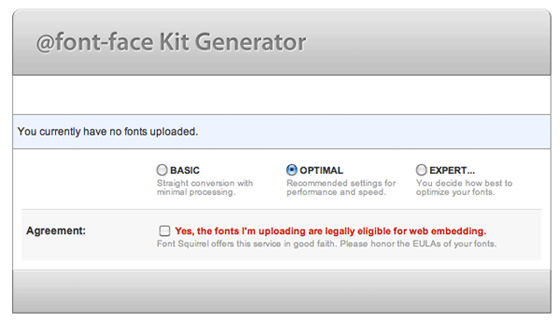 @font-face Kit Generator
You currently have no fonts uploaded.
BASIC
Straight conversion with
minimal processing.
OPTIMAL
Recommended settings for
performance and speed.
EXPERT...
You decide how best to
optimize your fonts.
Agreement:
Yes, the fonts I'm uploading are legally eligible for web embedding.
Font Squirrel offers this service in good faith. Please honor the EULAs of your fonts.